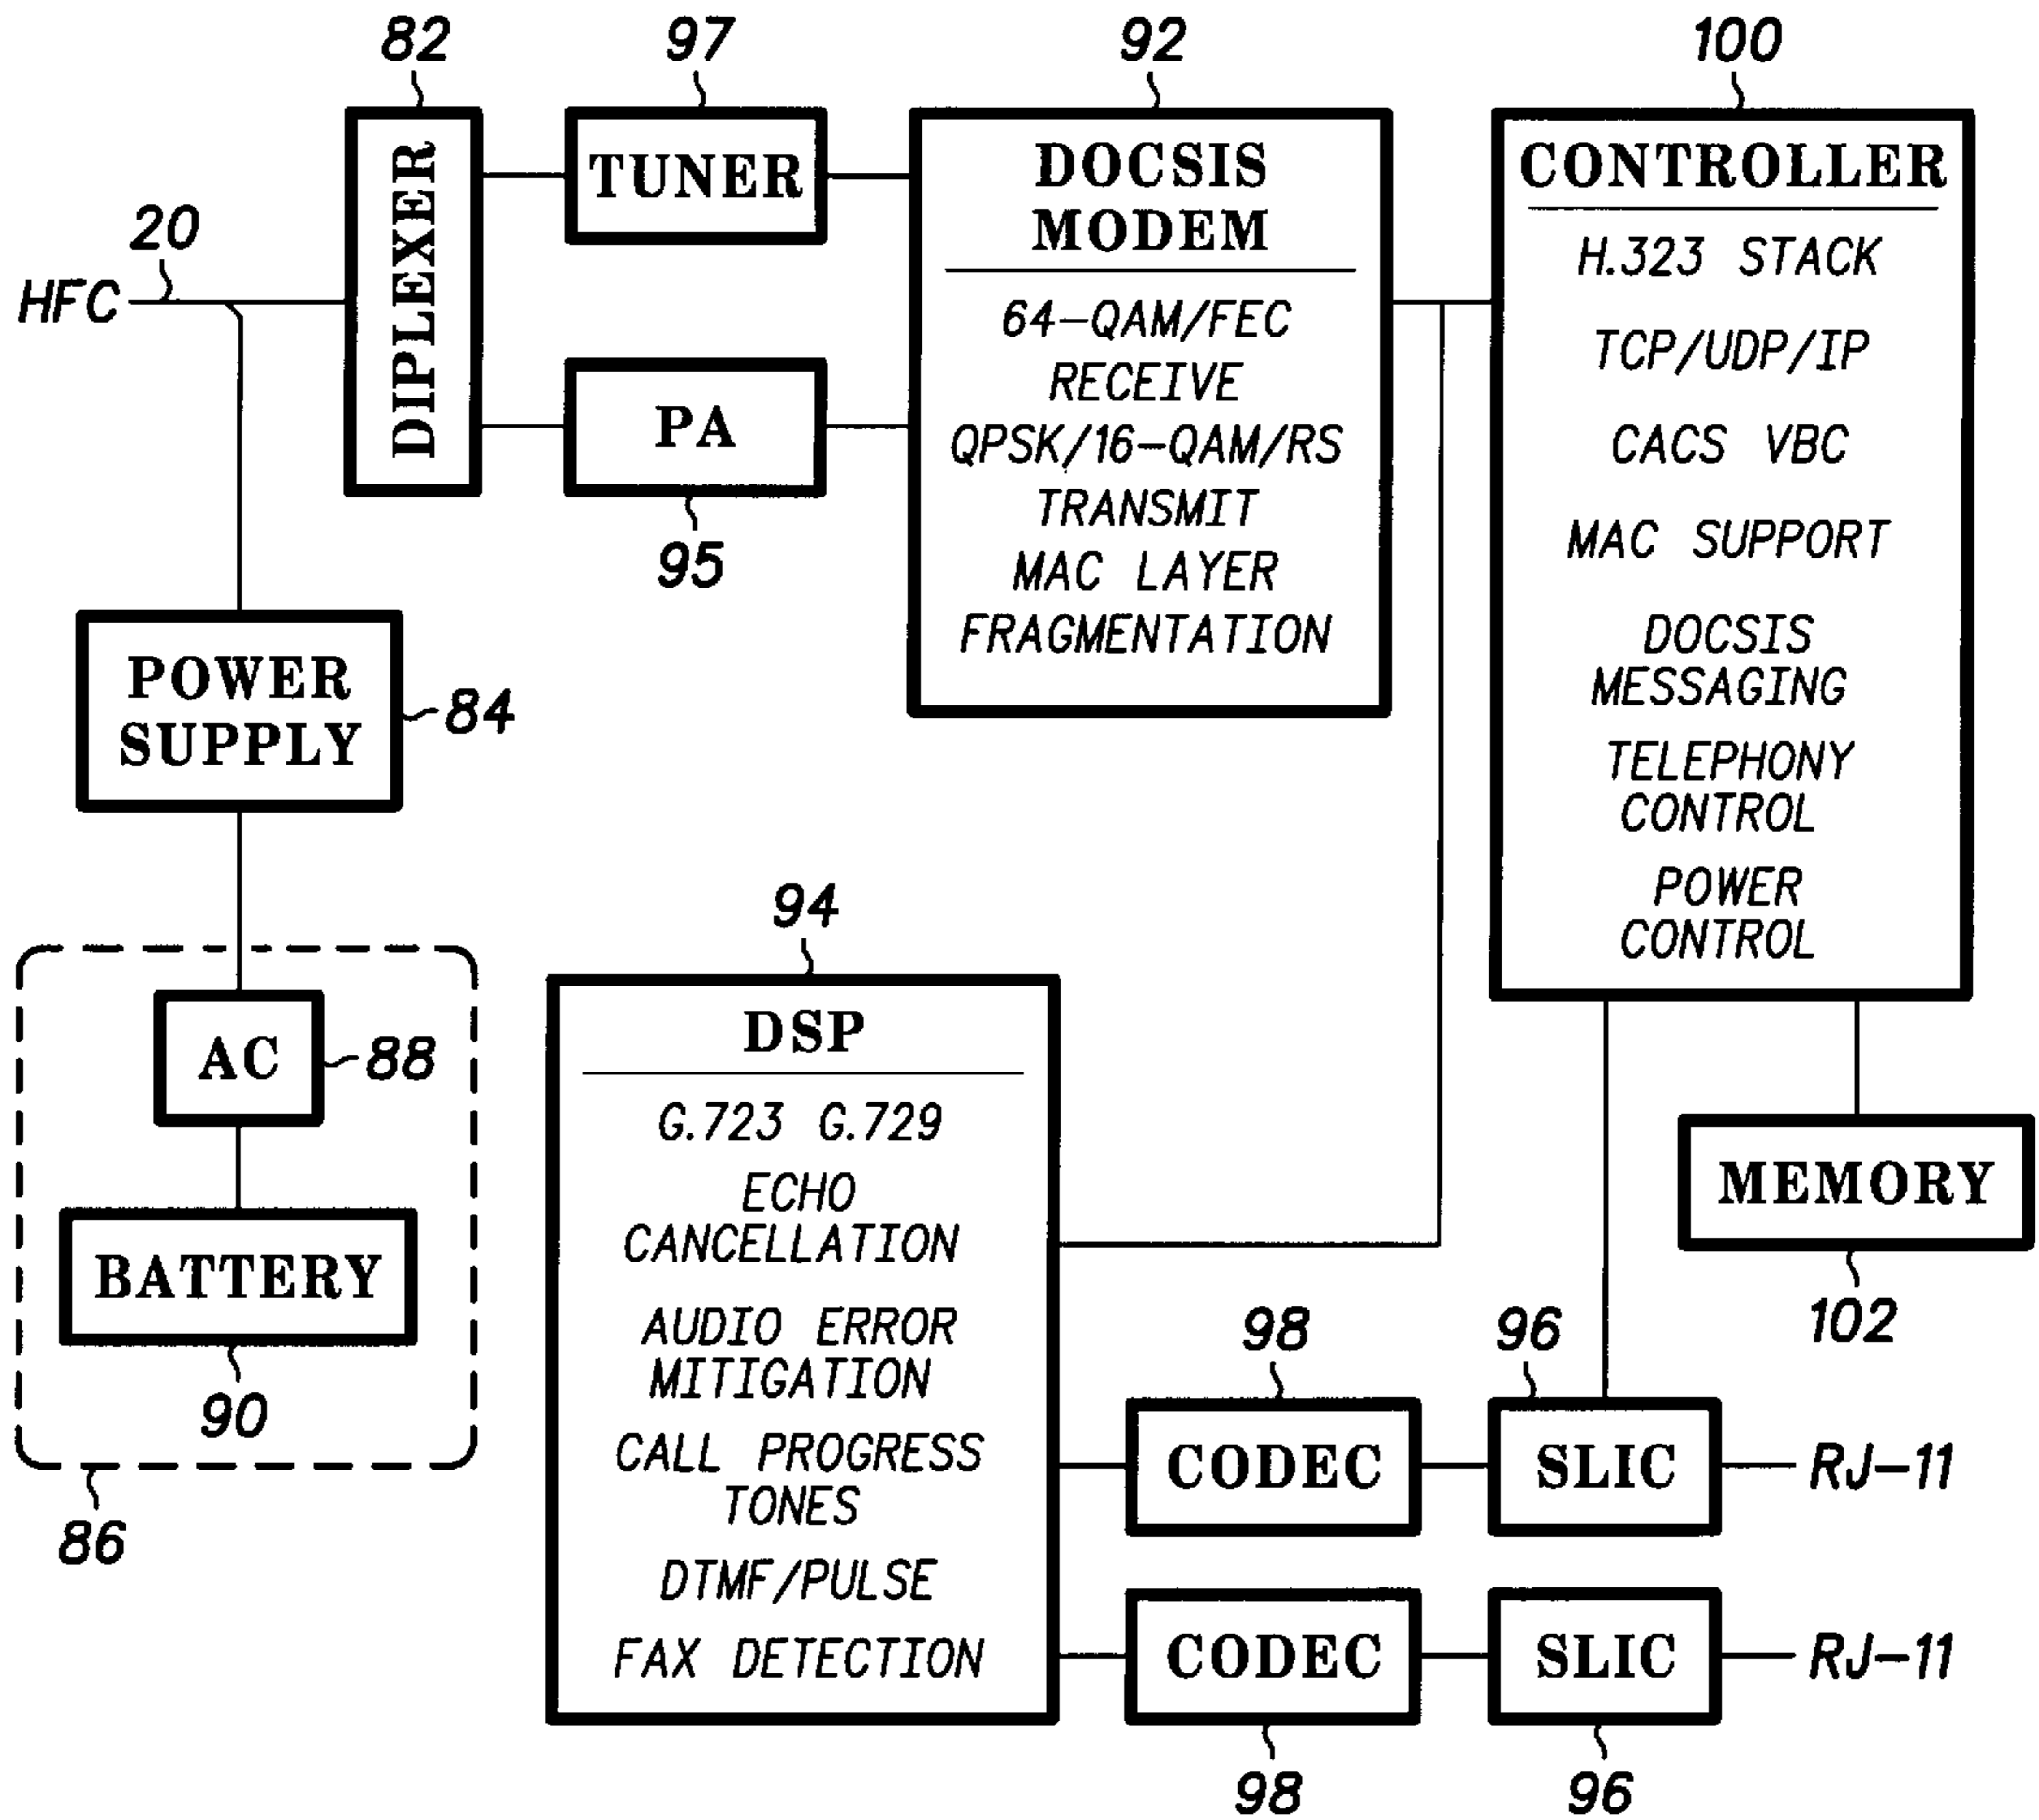 82
97
92
100
DIPLEXER
TUNER
DOCSIS
MODEM
64-QAM/FEC
RECEIVE
QPSK/16-QAM/RS
TRANSMIT
MAC LAYER
FRAGMENTATION
CONTROLLER
H.323 STACK
TCP/UDP/IP
CACS VBC
MAC SUPPORT
DOCSIS
MESSAGING
TELEPHONY
CONTROL
POWER
CONTROL
20
HFC
PA
95
POWER
SUPPLY
84
AC
88
BATTERY
90
86
94
DSP
G.723 G.729
ECHO
CANCELLATION
AUDIO ERROR
MITIGATION
CALL PROGRESS
TONES
DTMF/PULSE
FAX DETECTION
MEMORY
102
98
96
CODEC
SLIC
RJ-11
CODEC
SLIC
RJ-11
98
96